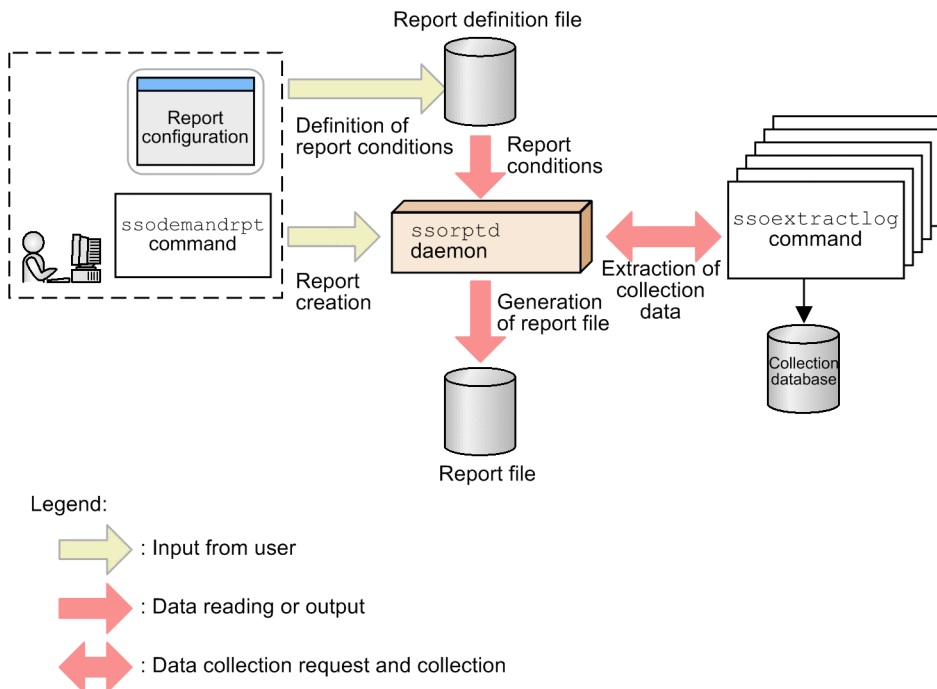 Report definition file
Report
configuration
Definition of
report conditions
Report
conditions
ssodemandrpt
command
Report
creation
ssorptd
daemon
Extraction of
collection
data
ssoextractlog
command
Generation
of report file
Collection
database
Report file
Legend:
: Input from user
: Data reading or output
: Data collection request and collection